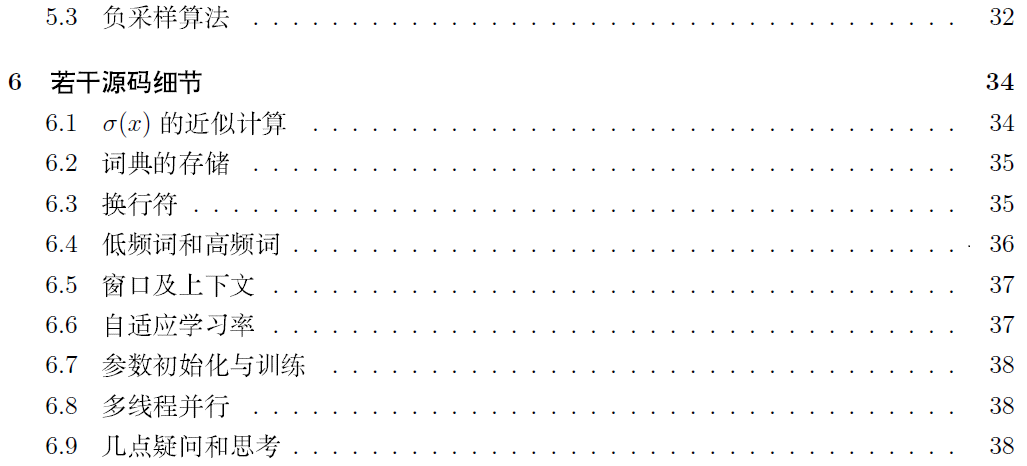 5.3 负采样算法 . . . . . . . . . . . . . . . . . . . . . . . . . . . . . . . . . . . . 32
6 若干源码细节 34
6.1 σ(x) 的近似计算 . . . . . . . . . . . . . . . . . . . . . . . . . . . . . . . . . 34
6.2 词典的存储 . . . . . . . . . . . . . . . . . . . . . . . . . . . . . . . . . . . . 35
6.3 换行符 . . . . . . . . . . . . . . . . . . . . . . . . . . . . . . . . . . . . . . . 35
6.4 低频词和高频词 . . . . . . . . . . . . . . . . . . . . . . . . . . . . . . . . . . 36
6.5 窗口及上下文 . . . . . . . . . . . . . . . . . . . . . . . . . . . . . . . . . . . 37
6.6 自适应学习率 . . . . . . . . . . . . . . . . . . . . . . . . . . . . . . . . . . . 37
6.7 参数初始化与训练 . . . . . . . . . . . . . . . . . . . . . . . . . . . . . . . . 38
6.8 多线程并行 . . . . . . . . . . . . . . . . . . . . . . . . . . . . . . . . . . . . 38
6.9 几点疑问和思考 . . . . . . . . . . . . . . . . . . . . . . . . . . . . . . . . . . 38